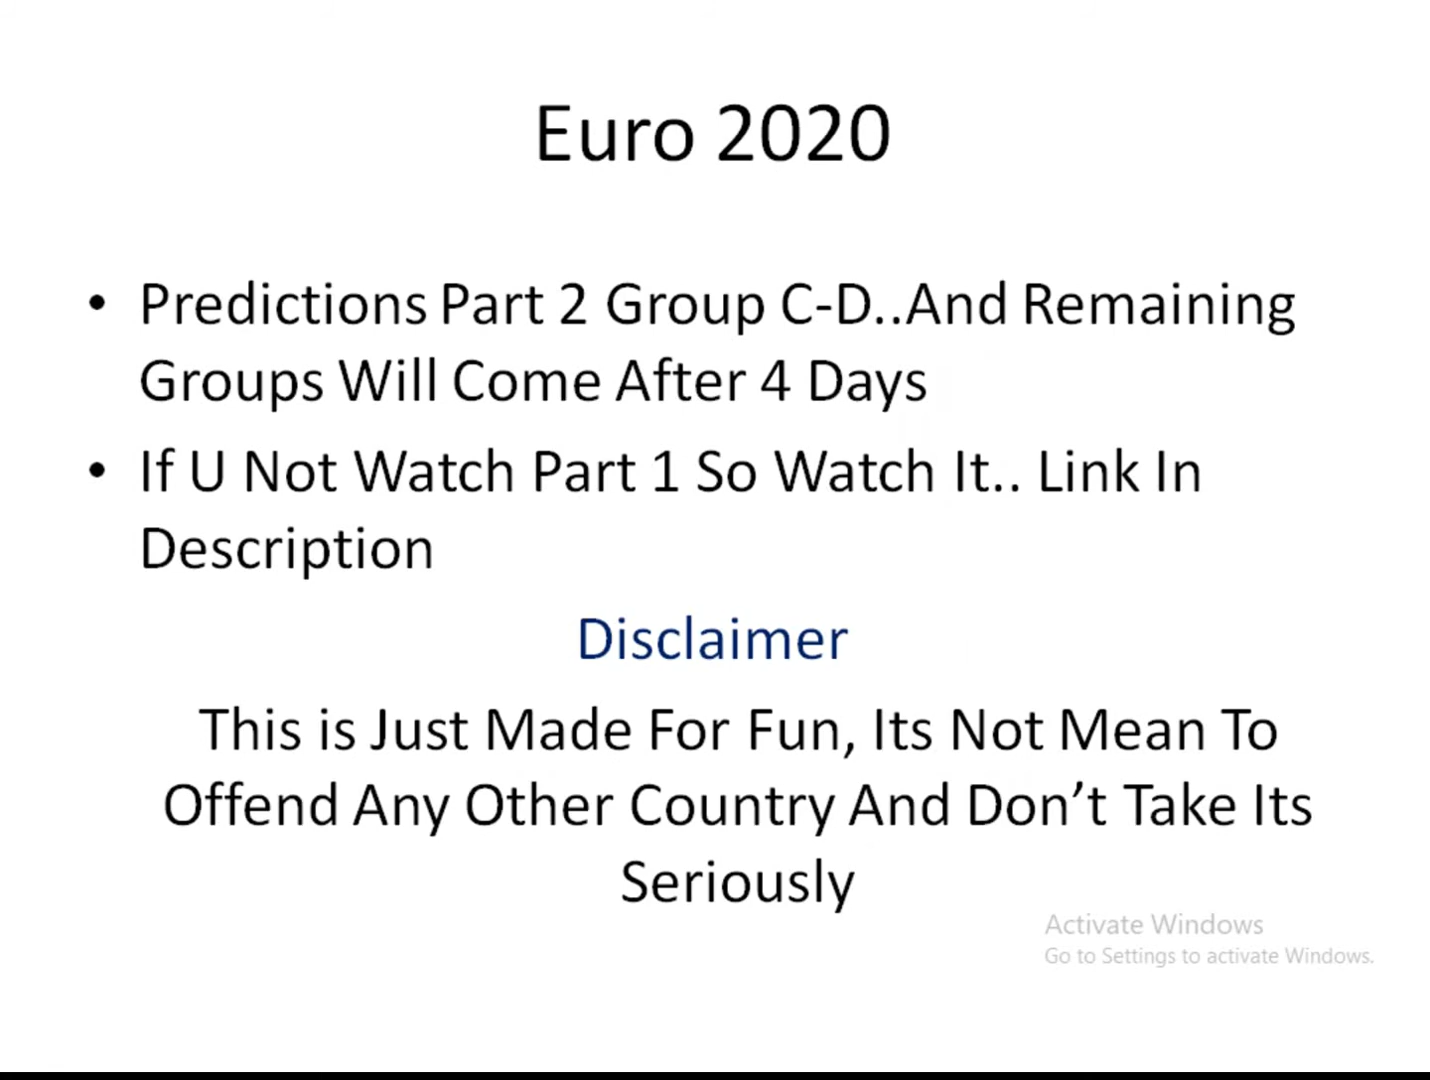 Euro 2020
• Predictions Part 2 Group C-D..And Remaining
Groups Will Come After 4 Days
• If U Not Watch Part 1 So Watch It.. Link In
Description
Disclaimer
This is Just Made For Fun, Its Not Mean To
Offend Any Other Country And Don’t Take Its
Seriously
Activate Windows
Go to Settings to activate Windows.